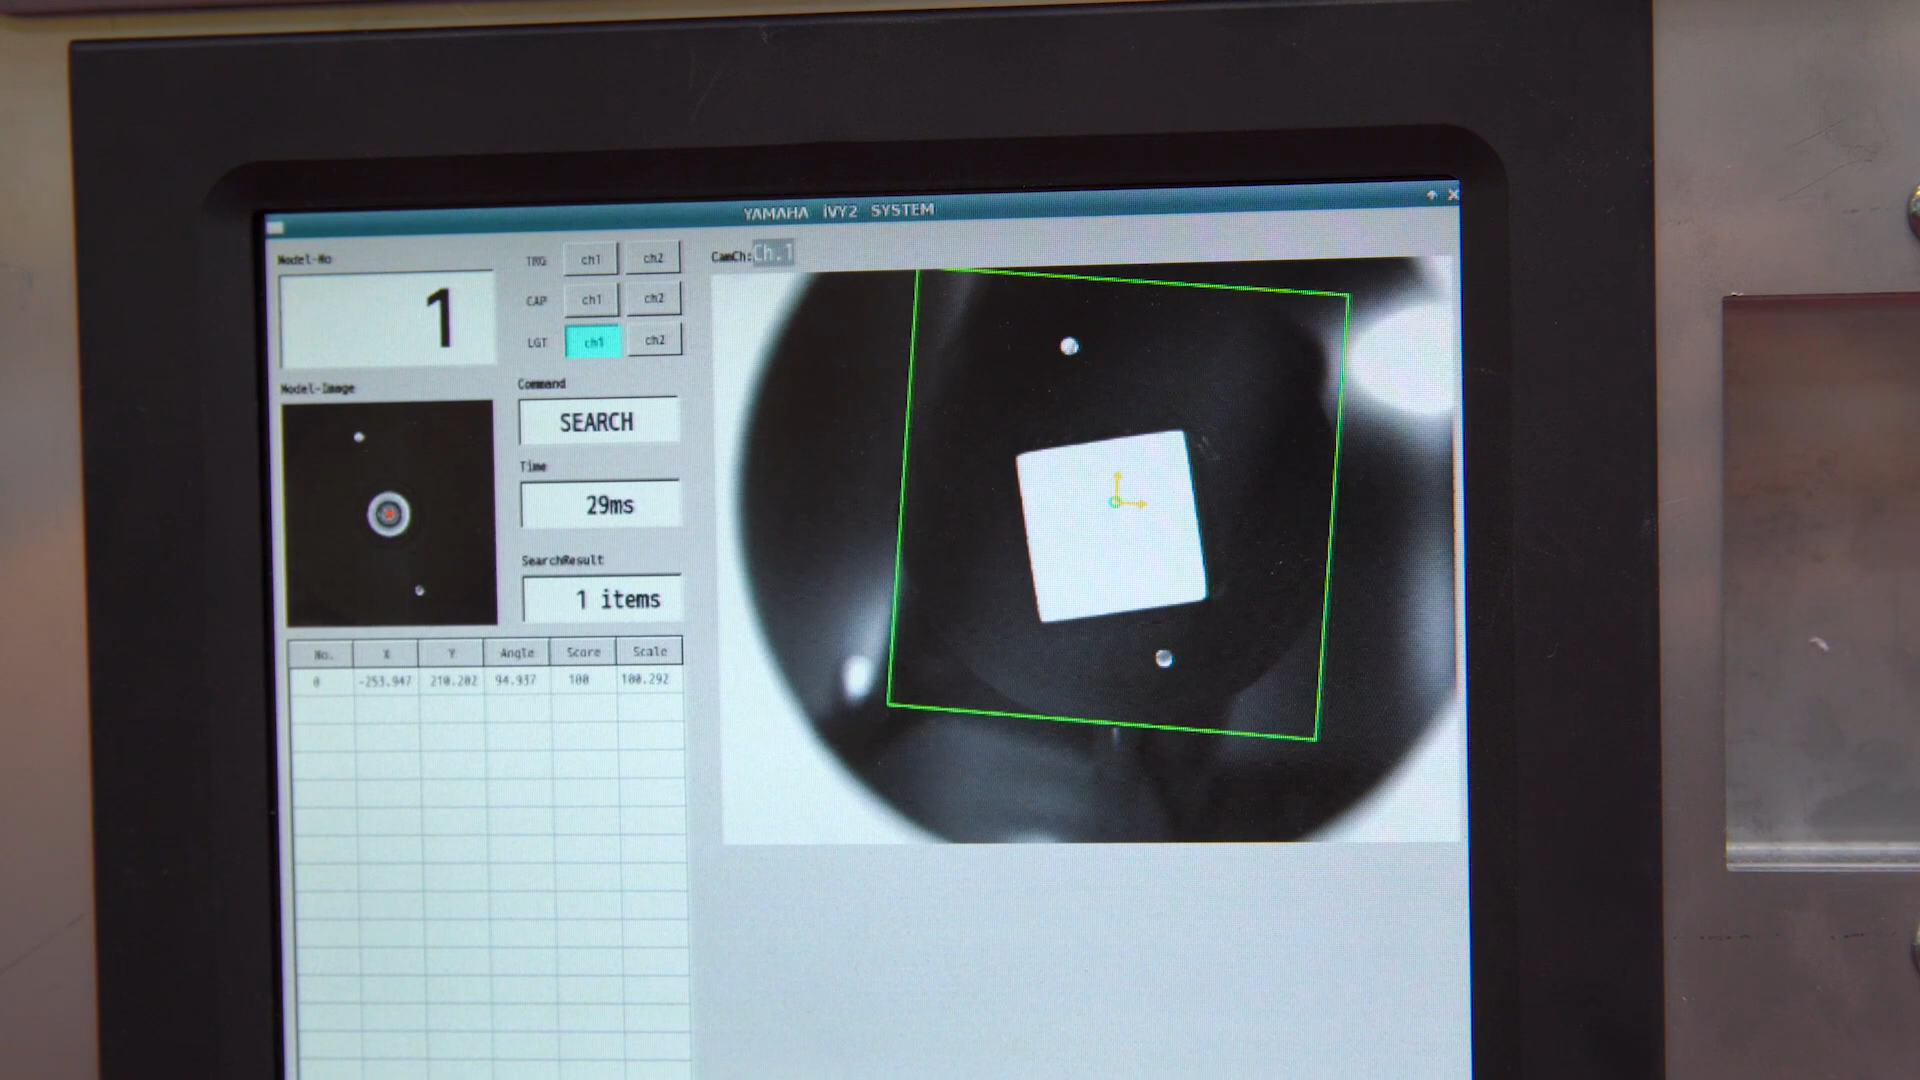 YAMAHA iVY2 SYSTEM
Model-No
1
TRG ch1 ch2
CAP ch1 ch2
LGT ch1 ch2
CamCh: Ch.1
Model-Image
Command
SEARCH
Time
29ms
SearchResult
1 items
No. X Y Angle Score Scale
0 -253.947 210.202 94.937 100 100.292